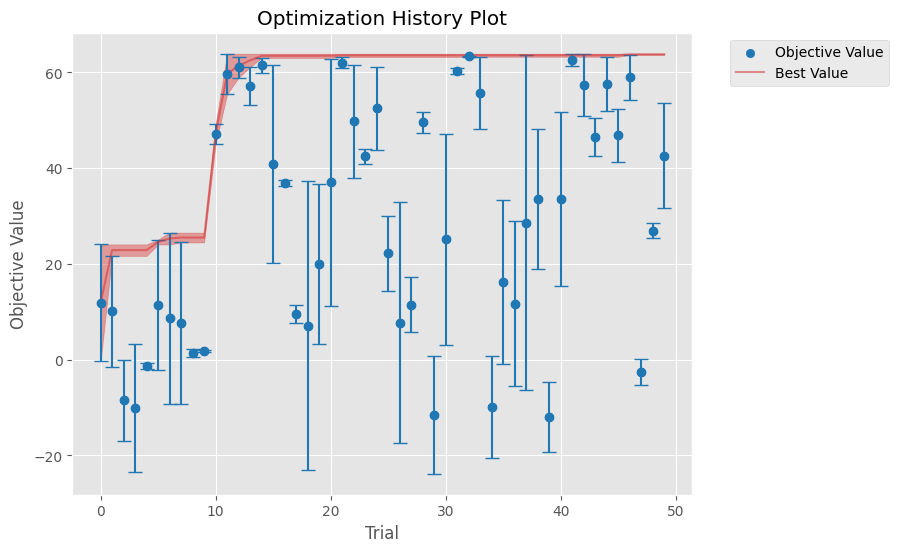 Optimization History Plot
Objective Value
Best Value
Objective Value
60
40
20
0
−20
0 10 20 30 40 50
Trial